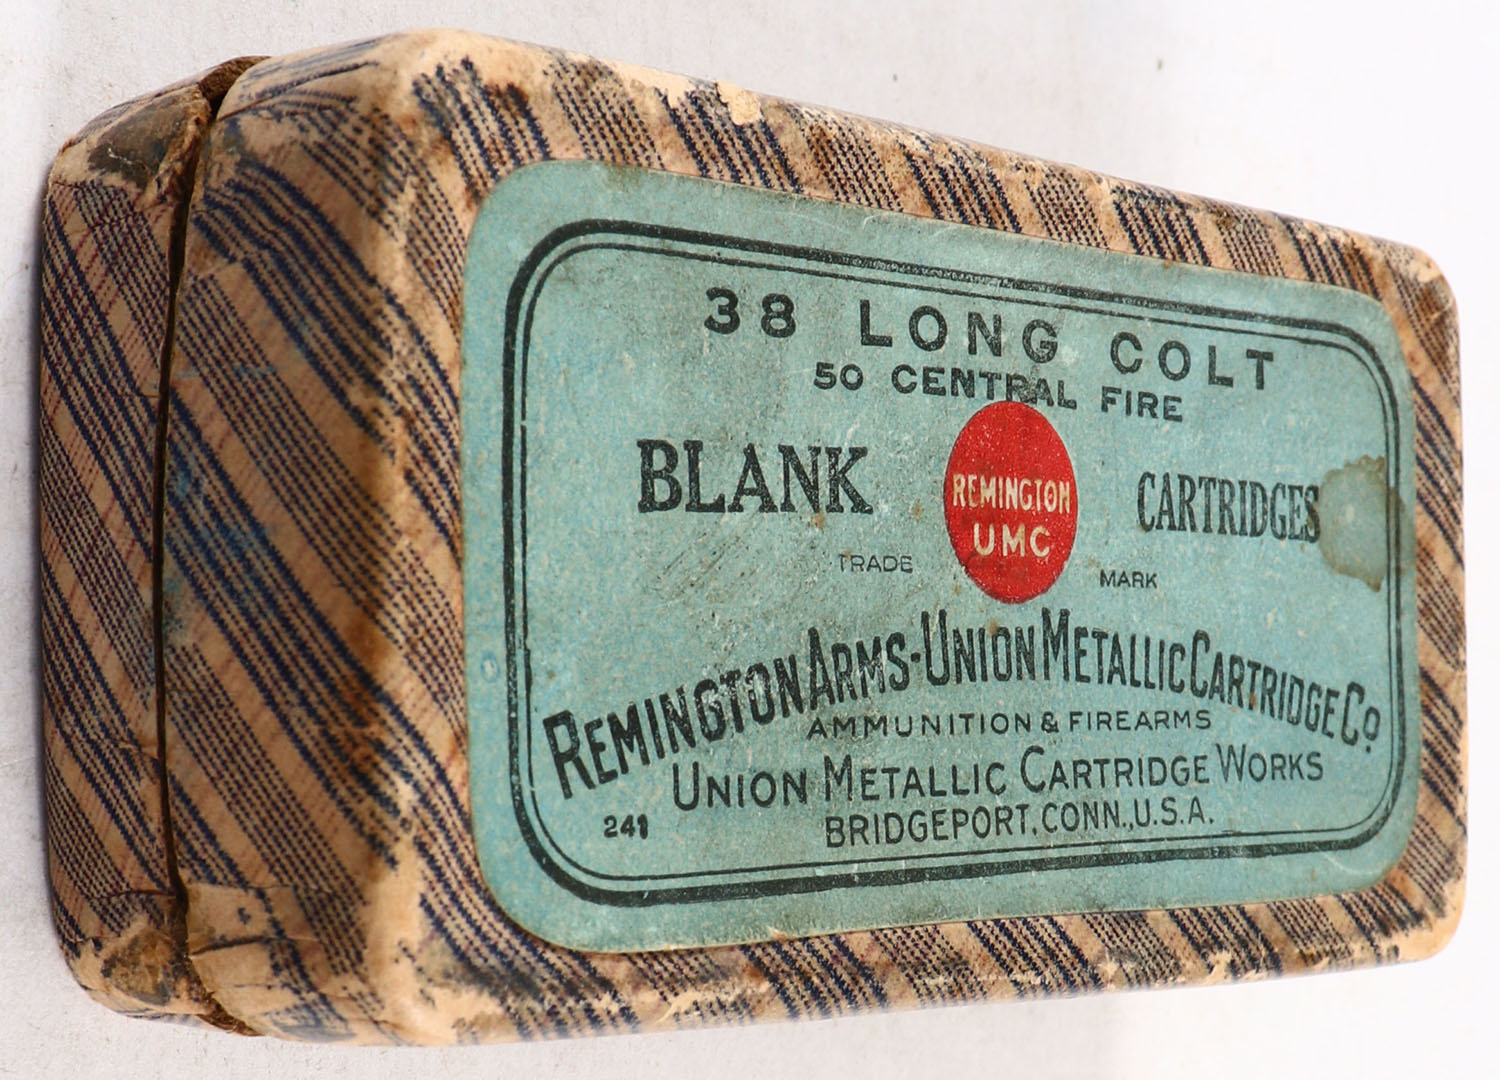 38 LONG COLT
50 CENTRAL FIRE
BLANK CARTRIDGES
REMINGTON
UMC
TRADE MARK
REMINGTON ARMS-UNION METALLIC CARTRIDGE CO.
AMMUNITION & FIREARMS
UNION METALLIC CARTRIDGE WORKS
241
BRIDGEPORT, CONN., U.S.A.